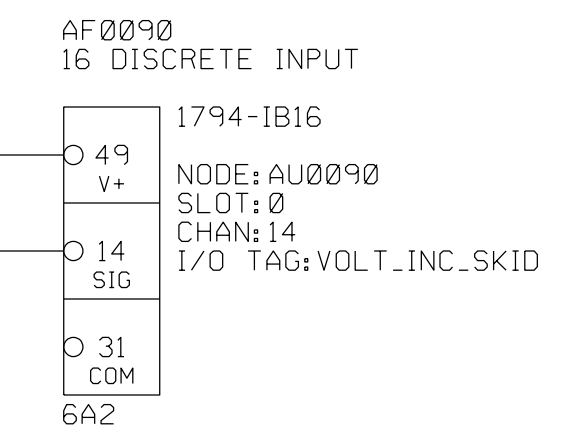 AF0090
16 DISCRETE INPUT
1794-IB16
49
V+
NODE:AU0090
SLOT:0
CHAN:14
I/O TAG:VOLT_INC_SKID
14
SIG
31
COM
6A2